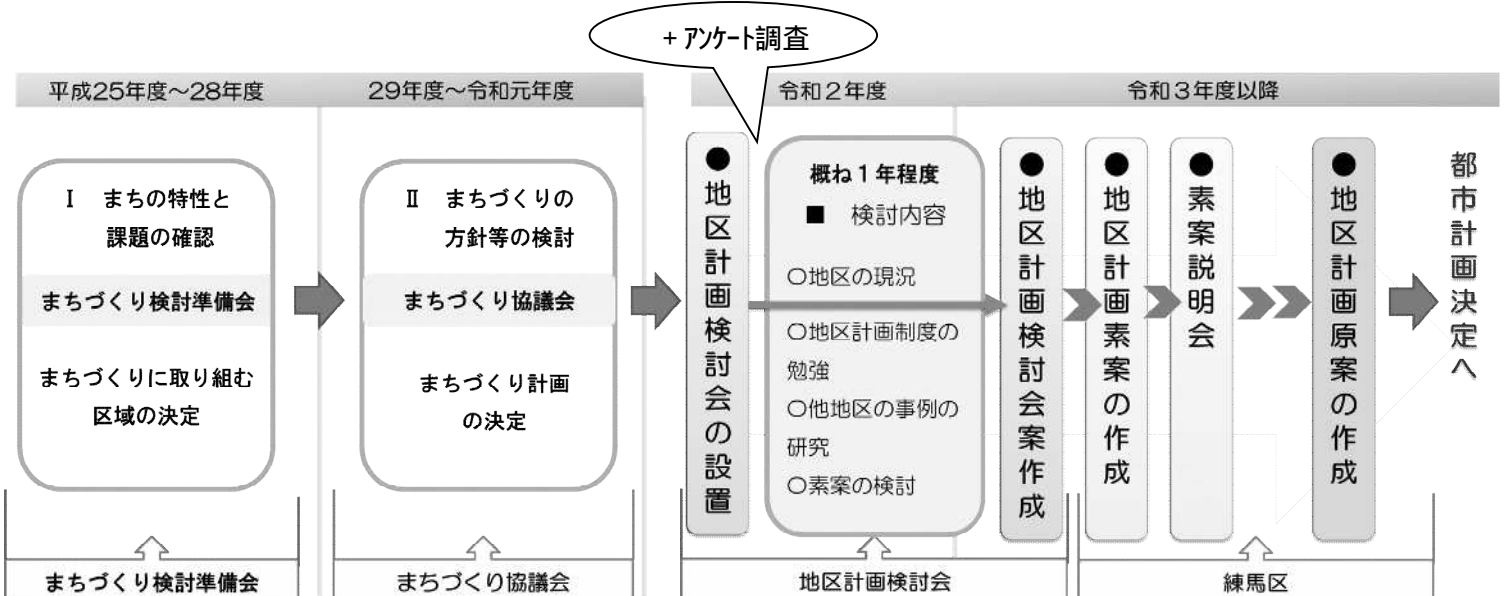 + アンケート調査
平成25年度～28年度
29年度～令和元年度
令和2年度
令和3年度以降
Ⅰ まちの特性と
課題の確認
まちづくり検討準備会
まちづくりに取り組む
区域の決定
Ⅱ まちづくりの
方針等の検討
まちづくり協議会
まちづくり計画
の決定
●地区計画検討会の設置
概ね1年程度
■ 検討内容
○地区の現況
○地区計画制度の
勉強
○他地区の事例の
研究
○素案の検討
●地区計画検討会案作成
●地区計画素案の作成
●素案説明会
●地区計画原案の作成
都市計画決定へ
まちづくり検討準備会
まちづくり協議会
地区計画検討会
練馬区